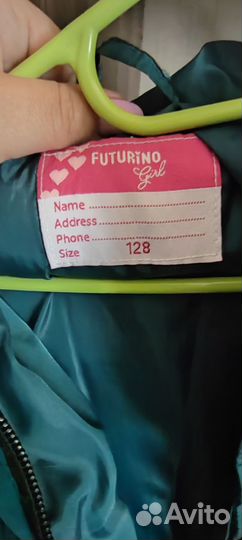 FUTURINO
Girl
Name
Address
Phone
Size 128
Avito